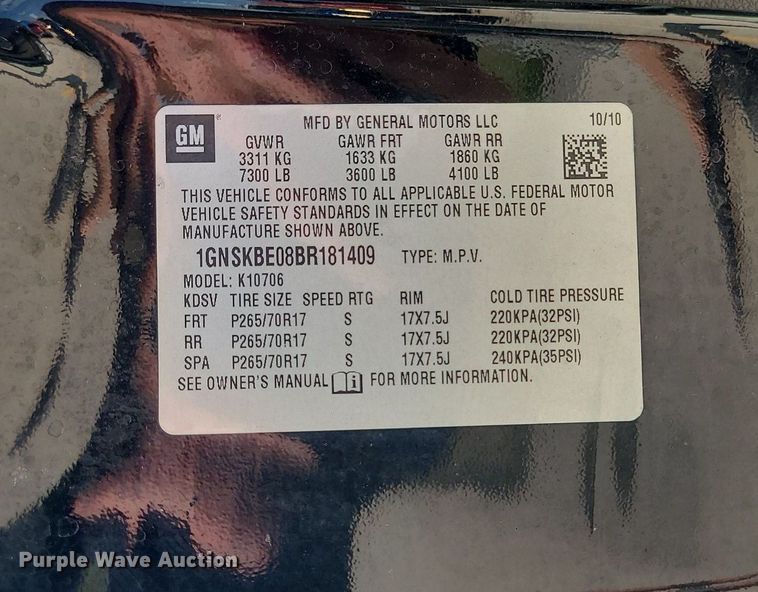 GM
MFD BY GENERAL MOTORS LLC 10/10
GVWR GAWR FRT GAWR RR
3311 KG 1633 KG 1860 KG
7300 LB 3600 LB 4100 LB
THIS VEHICLE CONFORMS TO ALL APPLICABLE U.S. FEDERAL MOTOR
VEHICLE SAFETY STANDARDS IN EFFECT ON THE DATE OF
MANUFACTURE SHOWN ABOVE.
1GNSKBE08BR181409 TYPE: M.P.V.
MODEL: K10706
KDSV TIRE SIZE SPEED RTG RIM COLD TIRE PRESSURE
FRT P265/70R17 S 17X7.5J 220KPA(32PSI)
RR P265/70R17 S 17X7.5J 220KPA(32PSI)
SPA P265/70R17 S 17X7.5J 240KPA(35PSI)
SEE OWNER'S MANUAL i FOR MORE INFORMATION.
Purple Wave Auction